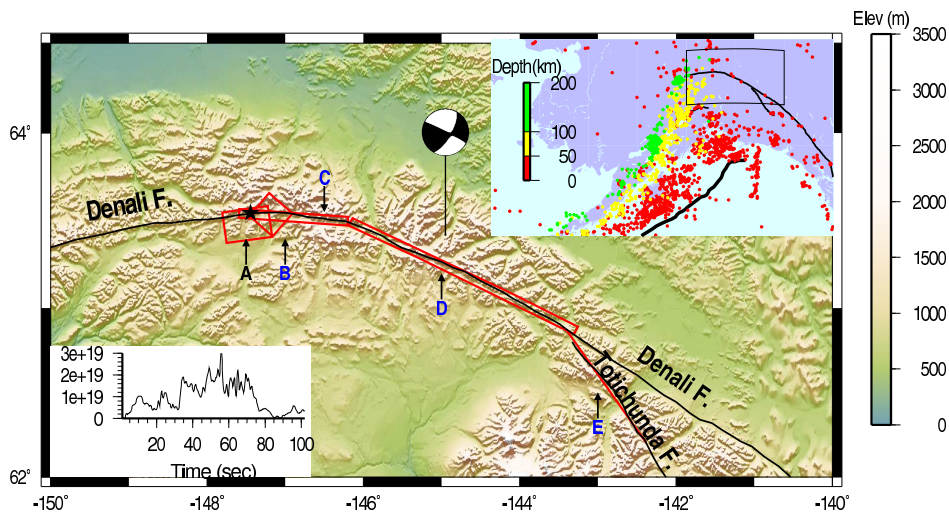 Elev (m)
3500
3000
2500
2000
1500
1000
500
0
Depth(km)
200
100
50
0
64°
62°
Denali F.
C
A
B
D
E
Denali F.
Totichunda F.
3e+19
2e+19
1e+19
0
20 40 60 80 100
Time (sec)
-150° -148° -146° -144° -142° -140°